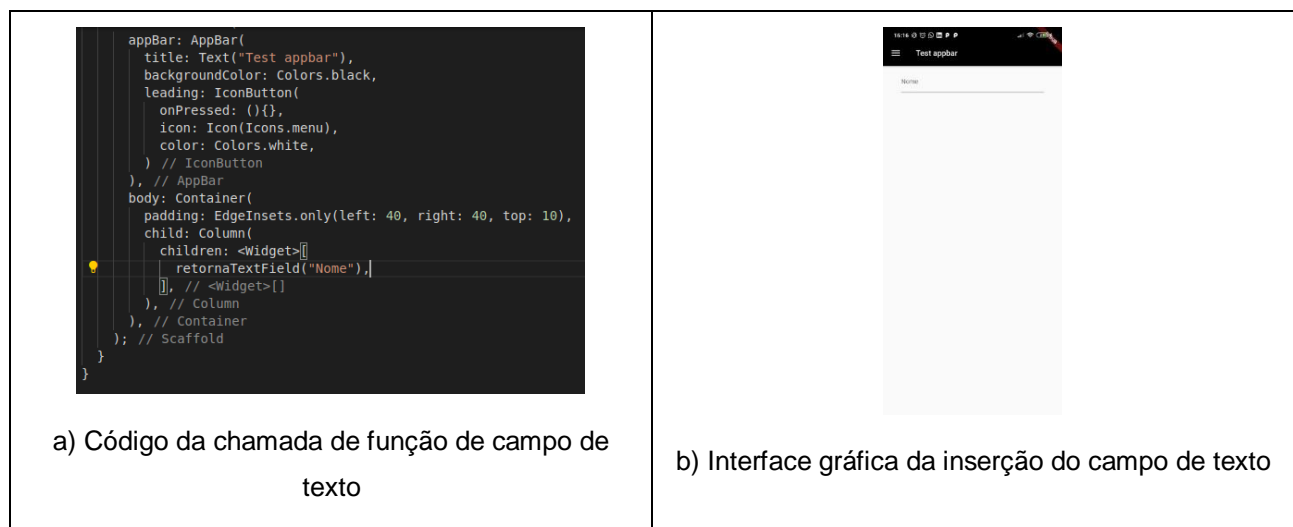 appBar: AppBar(
title: Text("Test appbar"),
backgroundColor: Colors.black,
leading: IconButton(
onPressed: (){},
icon: Icon(Icons.menu),
color: Colors.white,
) // IconButton
), // AppBar
body: Container(
padding: EdgeInsets.only(left: 40, right: 40, top: 10),
child: Column(
children: <Widget>[
retornaTextField("Nome"),
], // <Widget>[]
), // Column
), // Container
); // Scaffold
}
}
a) Código da chamada de função de campo de
texto
16:16
Test appbar
Nome
b) Interface gráfica da inserção do campo de texto